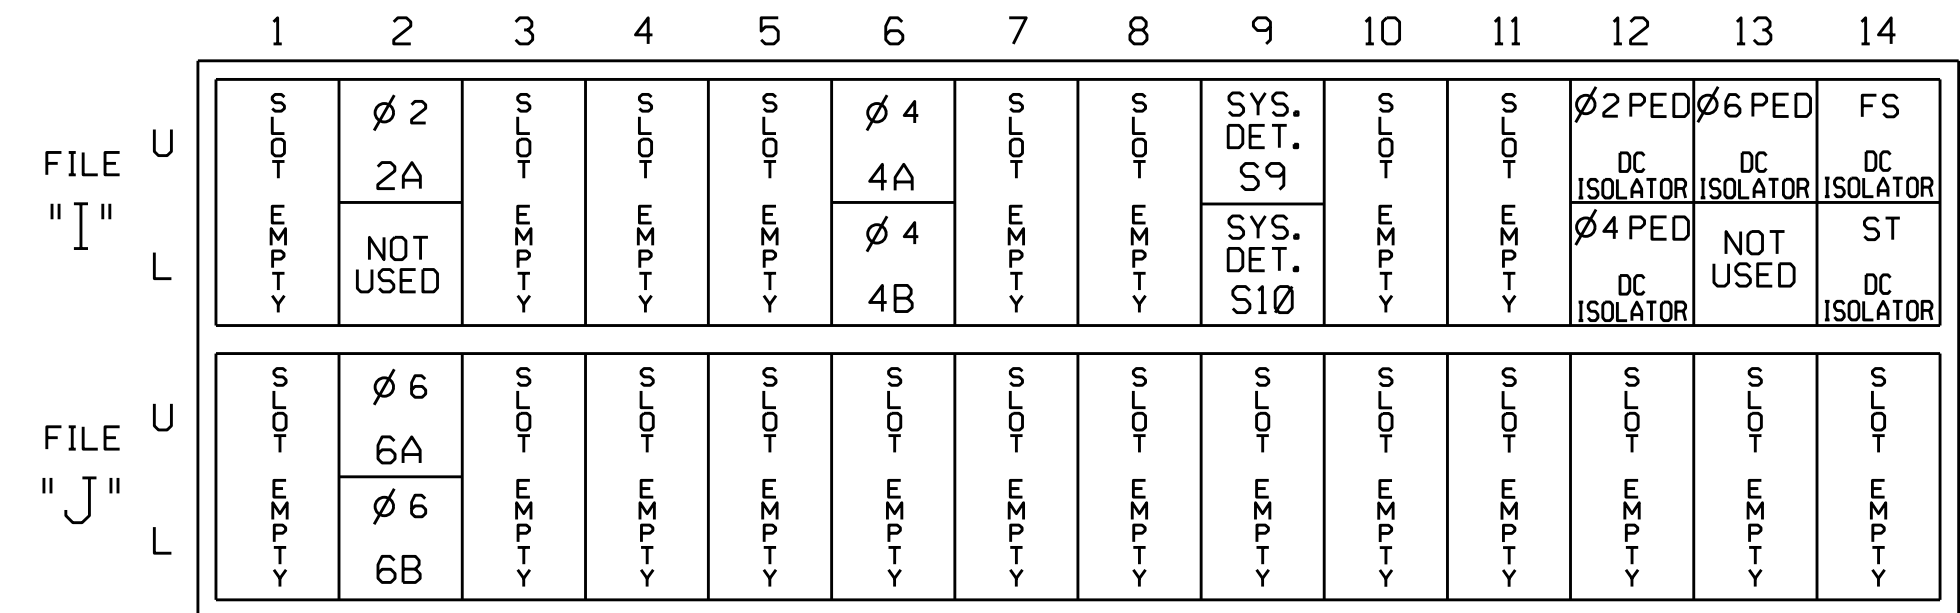 1 2 3 4 5 6 7 8 9 10 11 12 13 14
FILE "I"
U
L
SLOT EMPTY
Ø 2
2A
NOT USED
SLOT EMPTY
SLOT EMPTY
SLOT EMPTY
Ø 4
4A
Ø 4
4B
SLOT EMPTY
SLOT EMPTY
SYS. DET. S9
SYS. DET. S10
SLOT EMPTY
SLOT EMPTY
Ø2 PED
DC ISOLATOR
Ø4 PED
DC ISOLATOR
Ø6 PED
DC ISOLATOR
NOT USED
FS
DC ISOLATOR
ST
DC ISOLATOR
FILE "J"
U
L
SLOT EMPTY
Ø 6
6A
Ø 6
6B
SLOT EMPTY
SLOT EMPTY
SLOT EMPTY
SLOT EMPTY
SLOT EMPTY
SLOT EMPTY
SLOT EMPTY
SLOT EMPTY
SLOT EMPTY
SLOT EMPTY
SLOT EMPTY
SLOT EMPTY